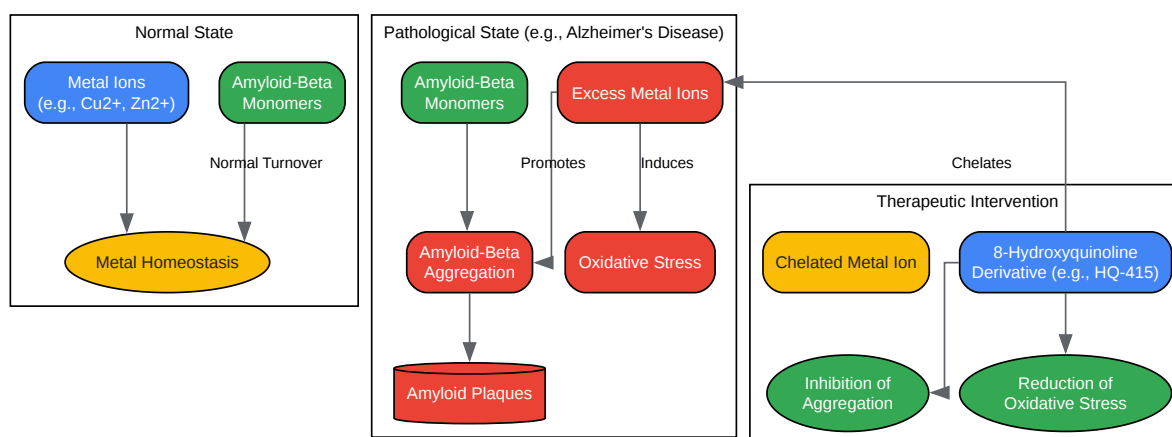 Normal State
Metal Ions
(e.g., Cu2+, Zn2+)
Amyloid-Beta
Monomers
Normal Turnover
Metal Homeostasis
Pathological State (e.g., Alzheimer's Disease)
Amyloid-Beta
Monomers
Excess Metal Ions
Promotes
Induces
Amyloid-Beta
Aggregation
Oxidative Stress
Amyloid Plaques
Chelates
Therapeutic Intervention
Chelated Metal Ion
8-Hydroxyquinoline
Derivative (e.g., HQ-415)
Inhibition of
Aggregation
Reduction of
Oxidative Stress